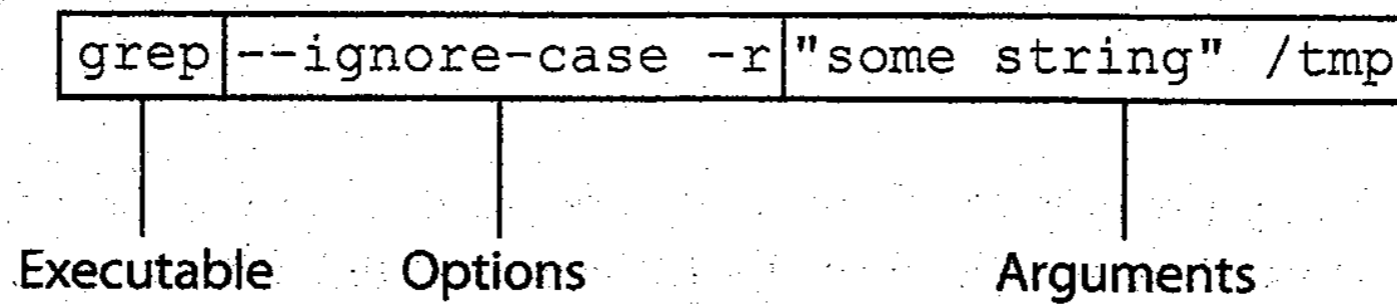 grep --ignore-case -r "some string" /tmp
Executable Options Arguments